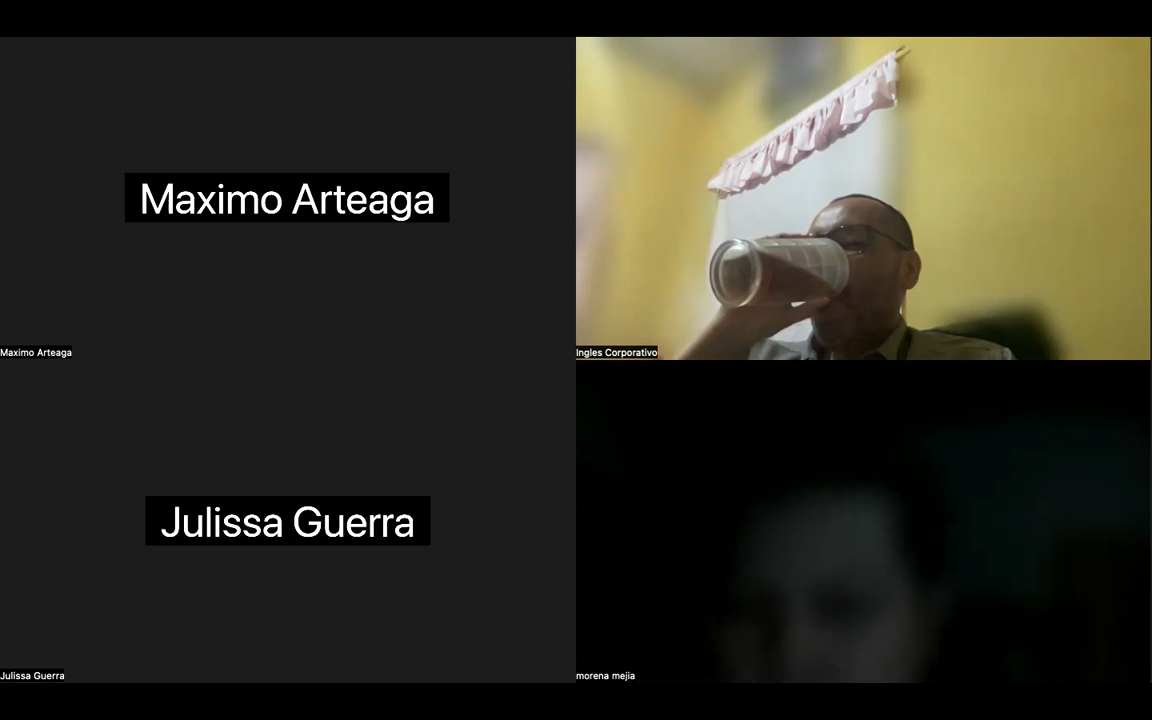 Maximo Arteaga
Maximo Arteaga
Ingles Corporativo
Julissa Guerra
Julissa Guerra
morena mejia